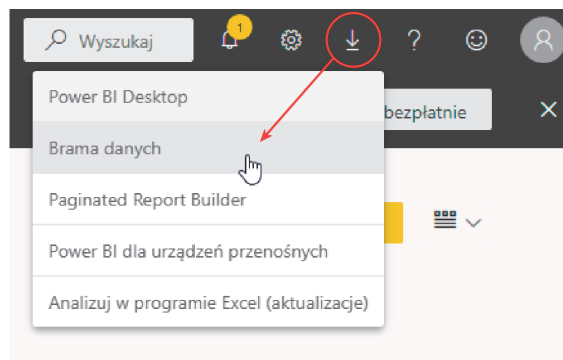 Wyszukaj
1
?
Power BI Desktop
bezpłatnie
Brama danych
Paginated Report Builder
Power BI dla urządzeń przenośnych
Analizuj w programie Excel (aktualizacje)